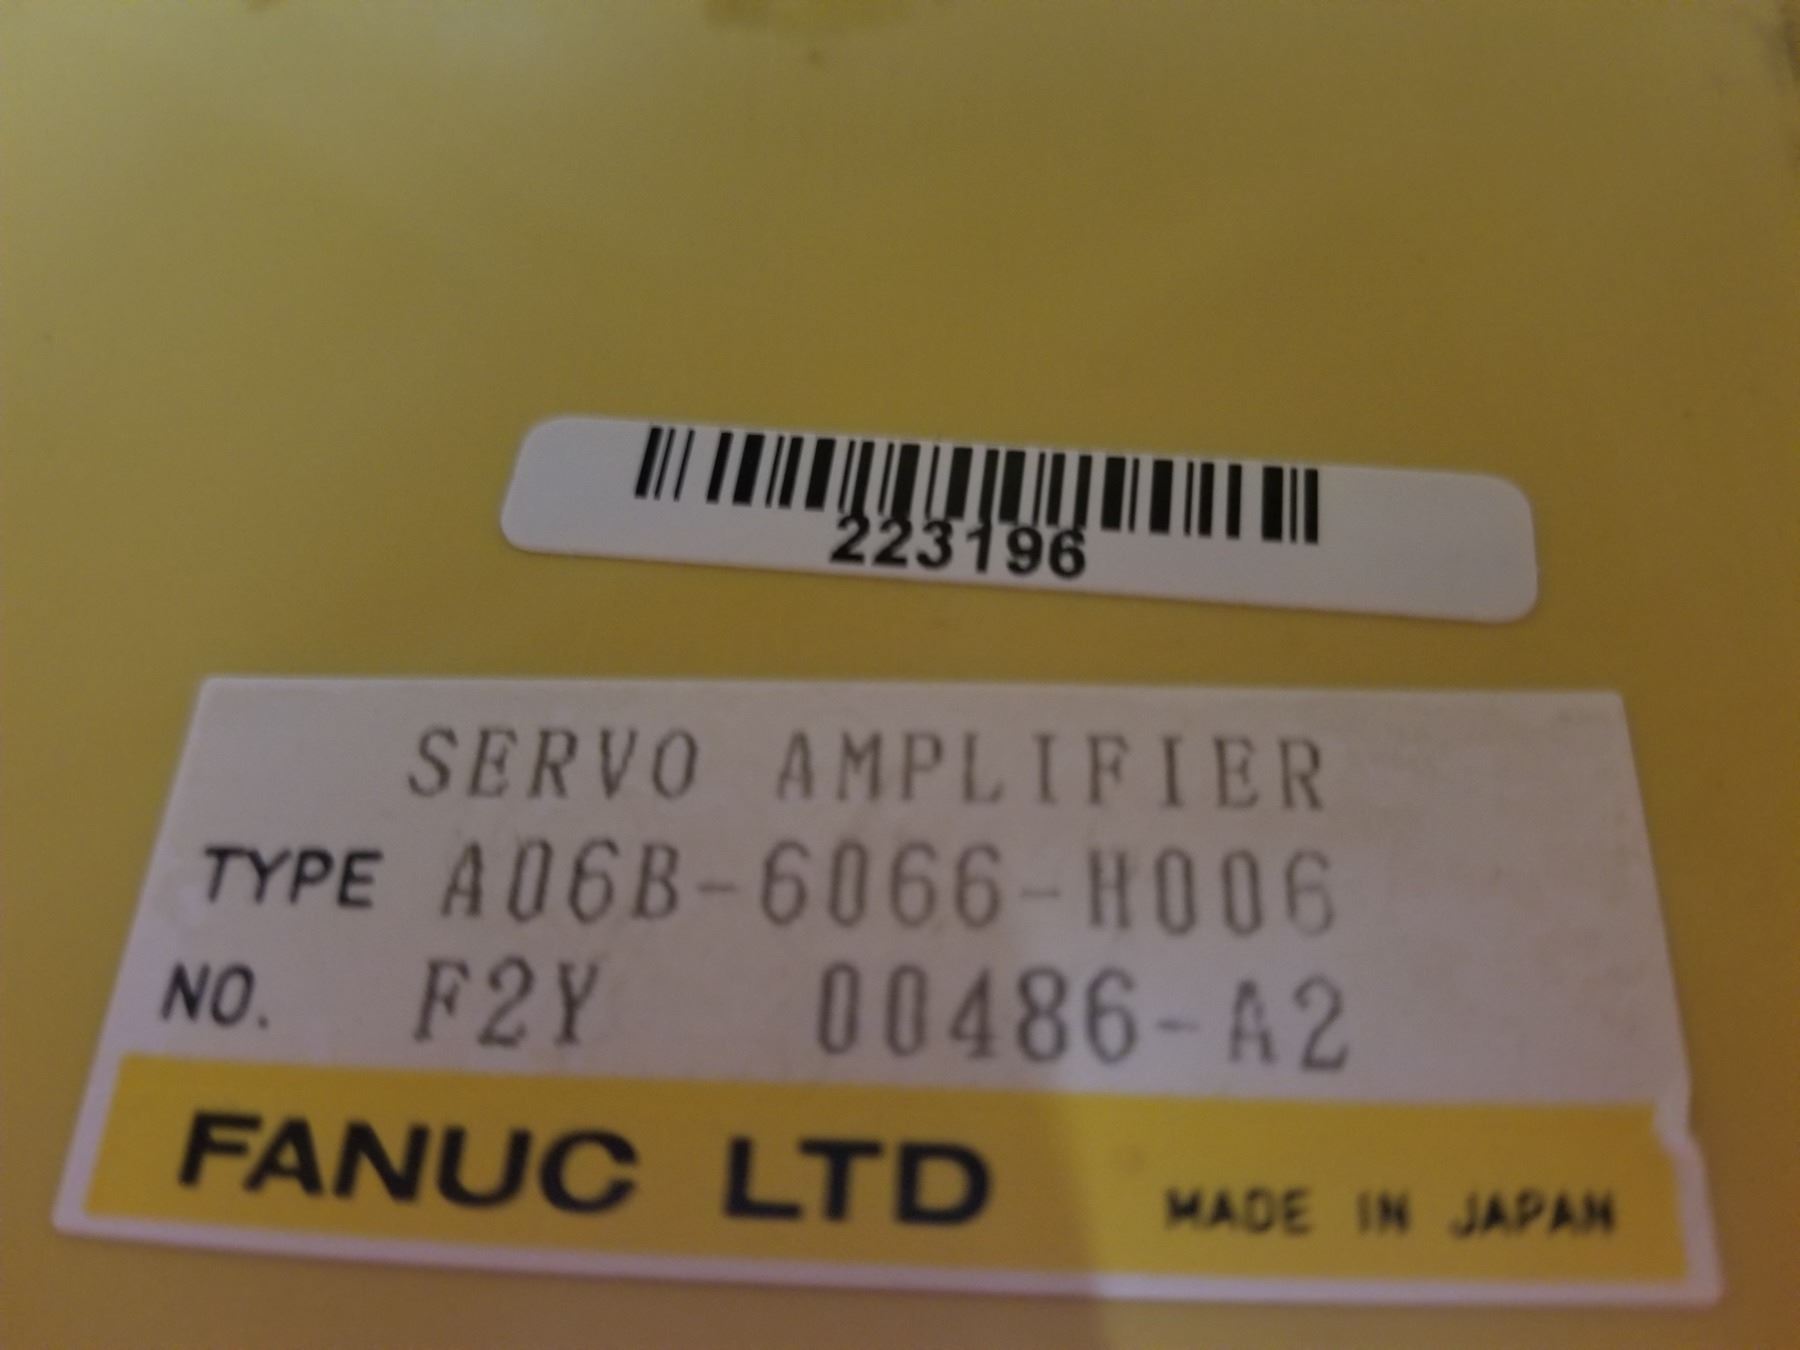 223196
SERVO AMPLIFIER
TYPE A06B-6066-H006
NO. F2Y 00486-A2
FANUC LTD MADE IN JAPAN